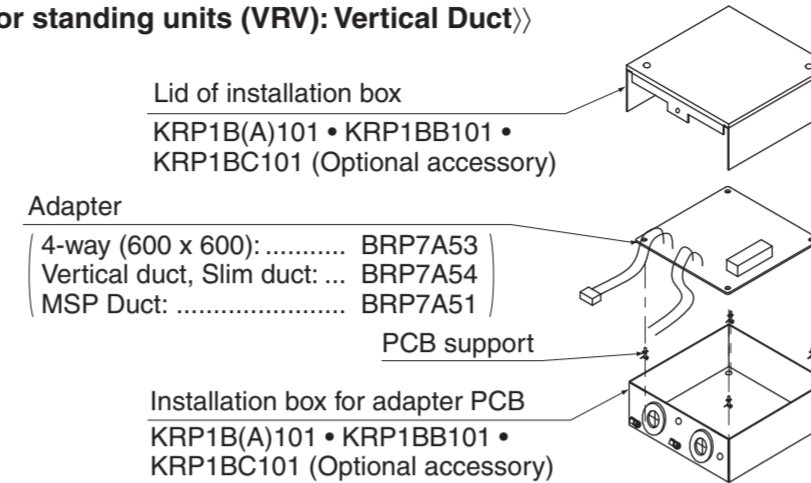 or standing units (VRV): Vertical Duct》
Lid of installation box
KRP1B(A)101 • KRP1BB101 •
KRP1BC101 (Optional accessory)
Adapter
4-way (600 x 600): ........... BRP7A53
Vertical duct, Slim duct: ... BRP7A54
MSP Duct: ....................... BRP7A51
PCB support
Installation box for adapter PCB
KRP1B(A)101 • KRP1BB101 •
KRP1BC101 (Optional accessory)